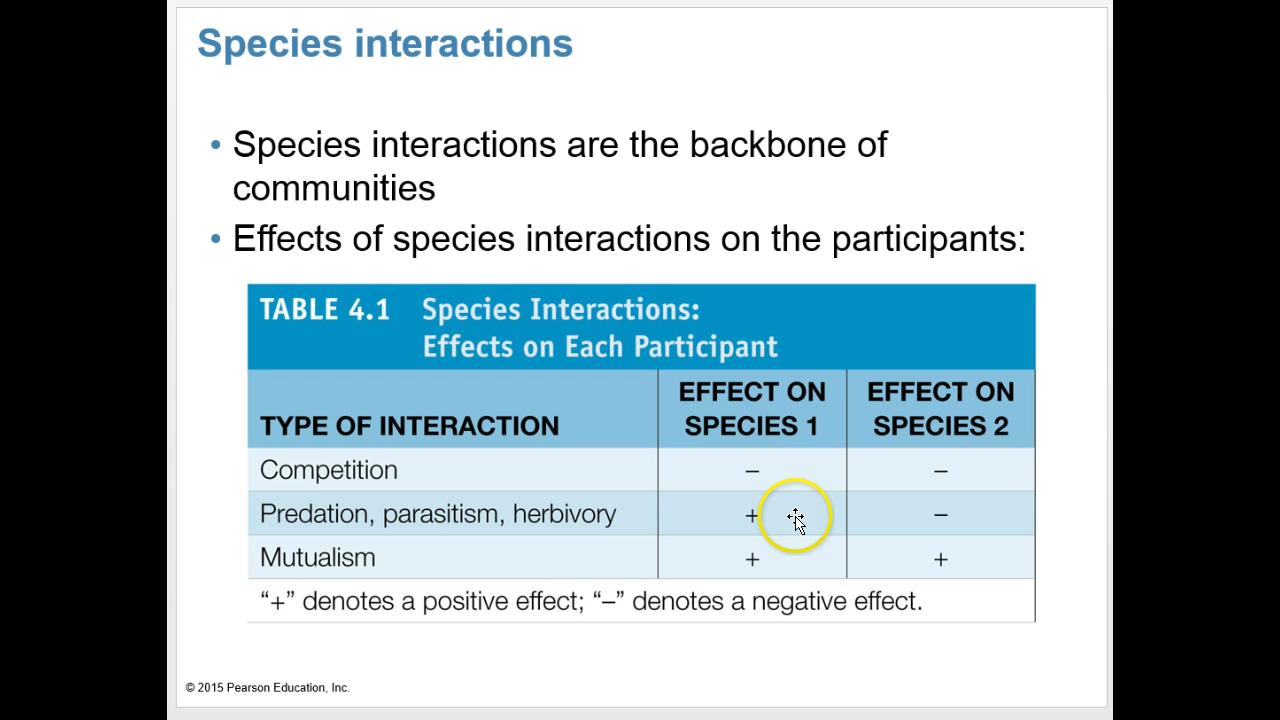 Species interactions
• Species interactions are the backbone of
communities
• Effects of species interactions on the participants:
TABLE 4.1 Species Interactions:
Effects on Each Participant
TYPE OF INTERACTION EFFECT ON SPECIES 1 EFFECT ON SPECIES 2
Competition – –
Predation, parasitism, herbivory + –
Mutualism + +
“+” denotes a positive effect; “–” denotes a negative effect.
© 2015 Pearson Education, Inc.